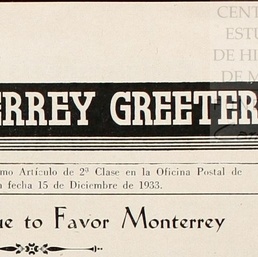 CENT
ESTU
DE HI
DE M
ERREY GREETER
mo Artículo de 2ª Clase en la Oficina Postal de
fecha 15 de Diciembre de 1933.
ue to Favor Monterrey